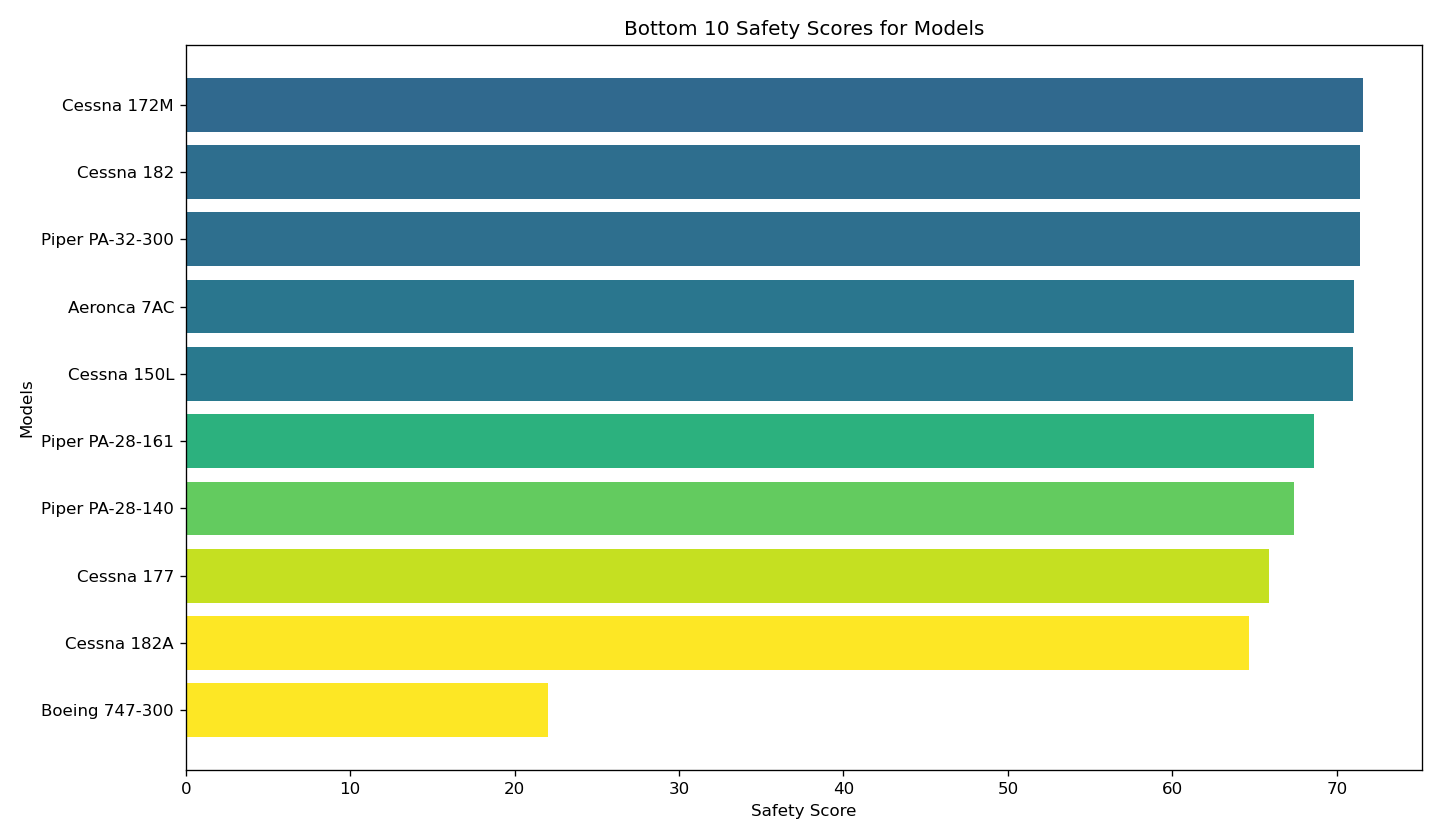 Bottom 10 Safety Scores for Models
Models
Cessna 172M
Cessna 182
Piper PA-32-300
Aeronca 7AC
Cessna 150L
Piper PA-28-161
Piper PA-28-140
Cessna 177
Cessna 182A
Boeing 747-300
0 10 20 30 40 50 60 70
Safety Score